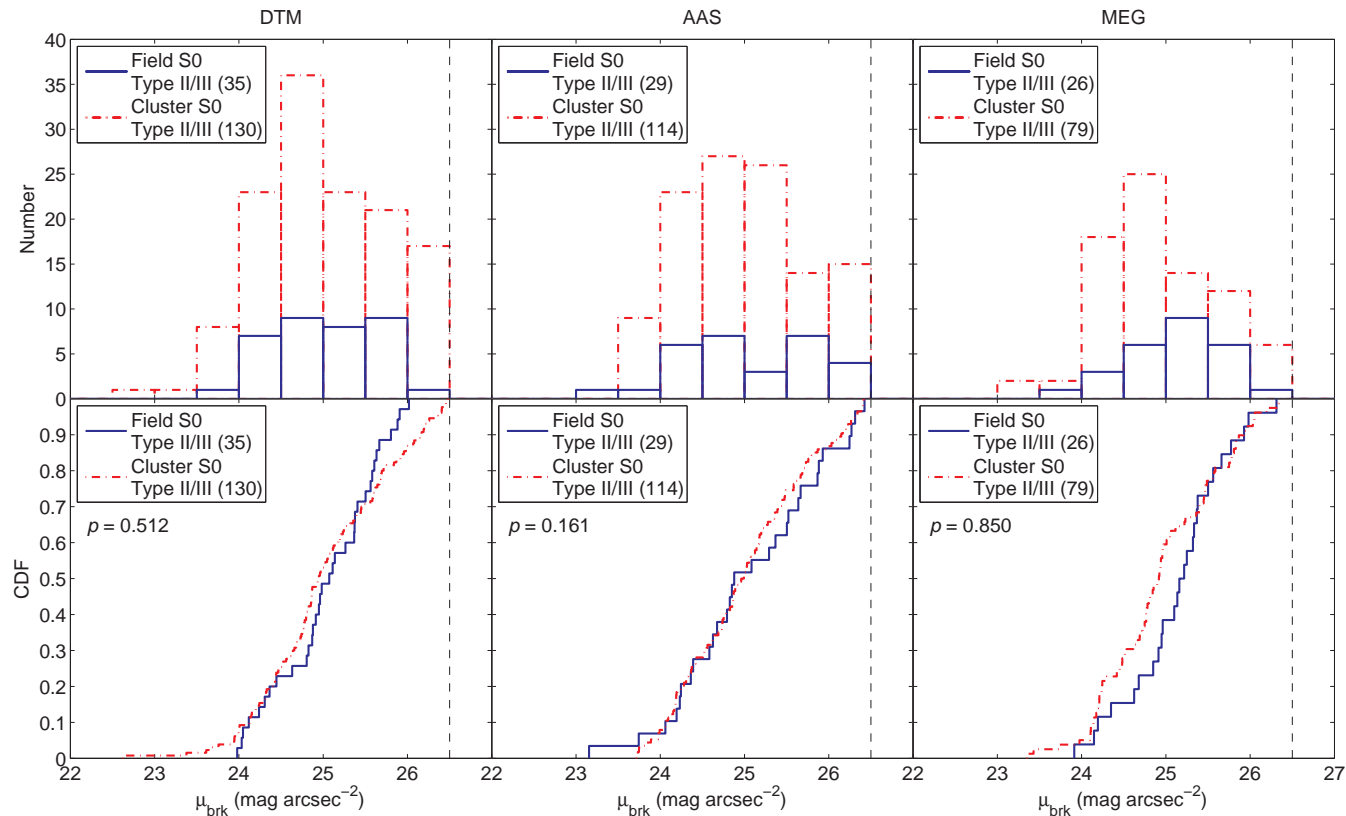 DTM AAS MEG
40
35
30
25
20
15
10
5
0
Number
Field S0
Type II/III (35)
Cluster S0
Type II/III (130)
Field S0
Type II/III (29)
Cluster S0
Type II/III (114)
Field S0
Type II/III (26)
Cluster S0
Type II/III (79)
0.9
0.8
0.7
0.6
0.5
0.4
0.3
0.2
0.1
0
CDF
Field S0
Type II/III (35)
Cluster S0
Type II/III (130)
p = 0.512
Field S0
Type II/III (29)
Cluster S0
Type II/III (114)
p = 0.161
Field S0
Type II/III (26)
Cluster S0
Type II/III (79)
p = 0.850
22 23 24 25 26 22 23 24 25 26 22 23 24 25 26 27
μbrk (mag arcsec−2) μbrk (mag arcsec−2) μbrk (mag arcsec−2)